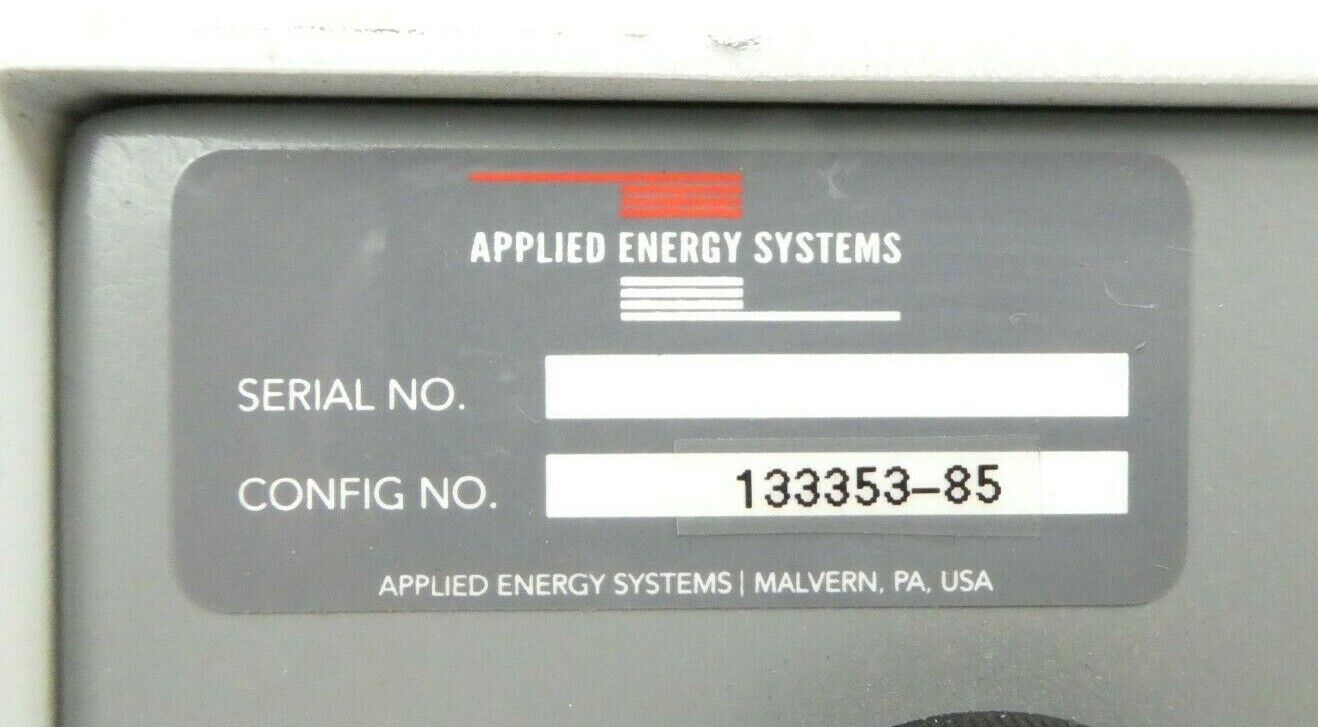 APPLIED ENERGY SYSTEMS
SERIAL NO.
CONFIG NO. 133353-85
APPLIED ENERGY SYSTEMS | MALVERN, PA, USA